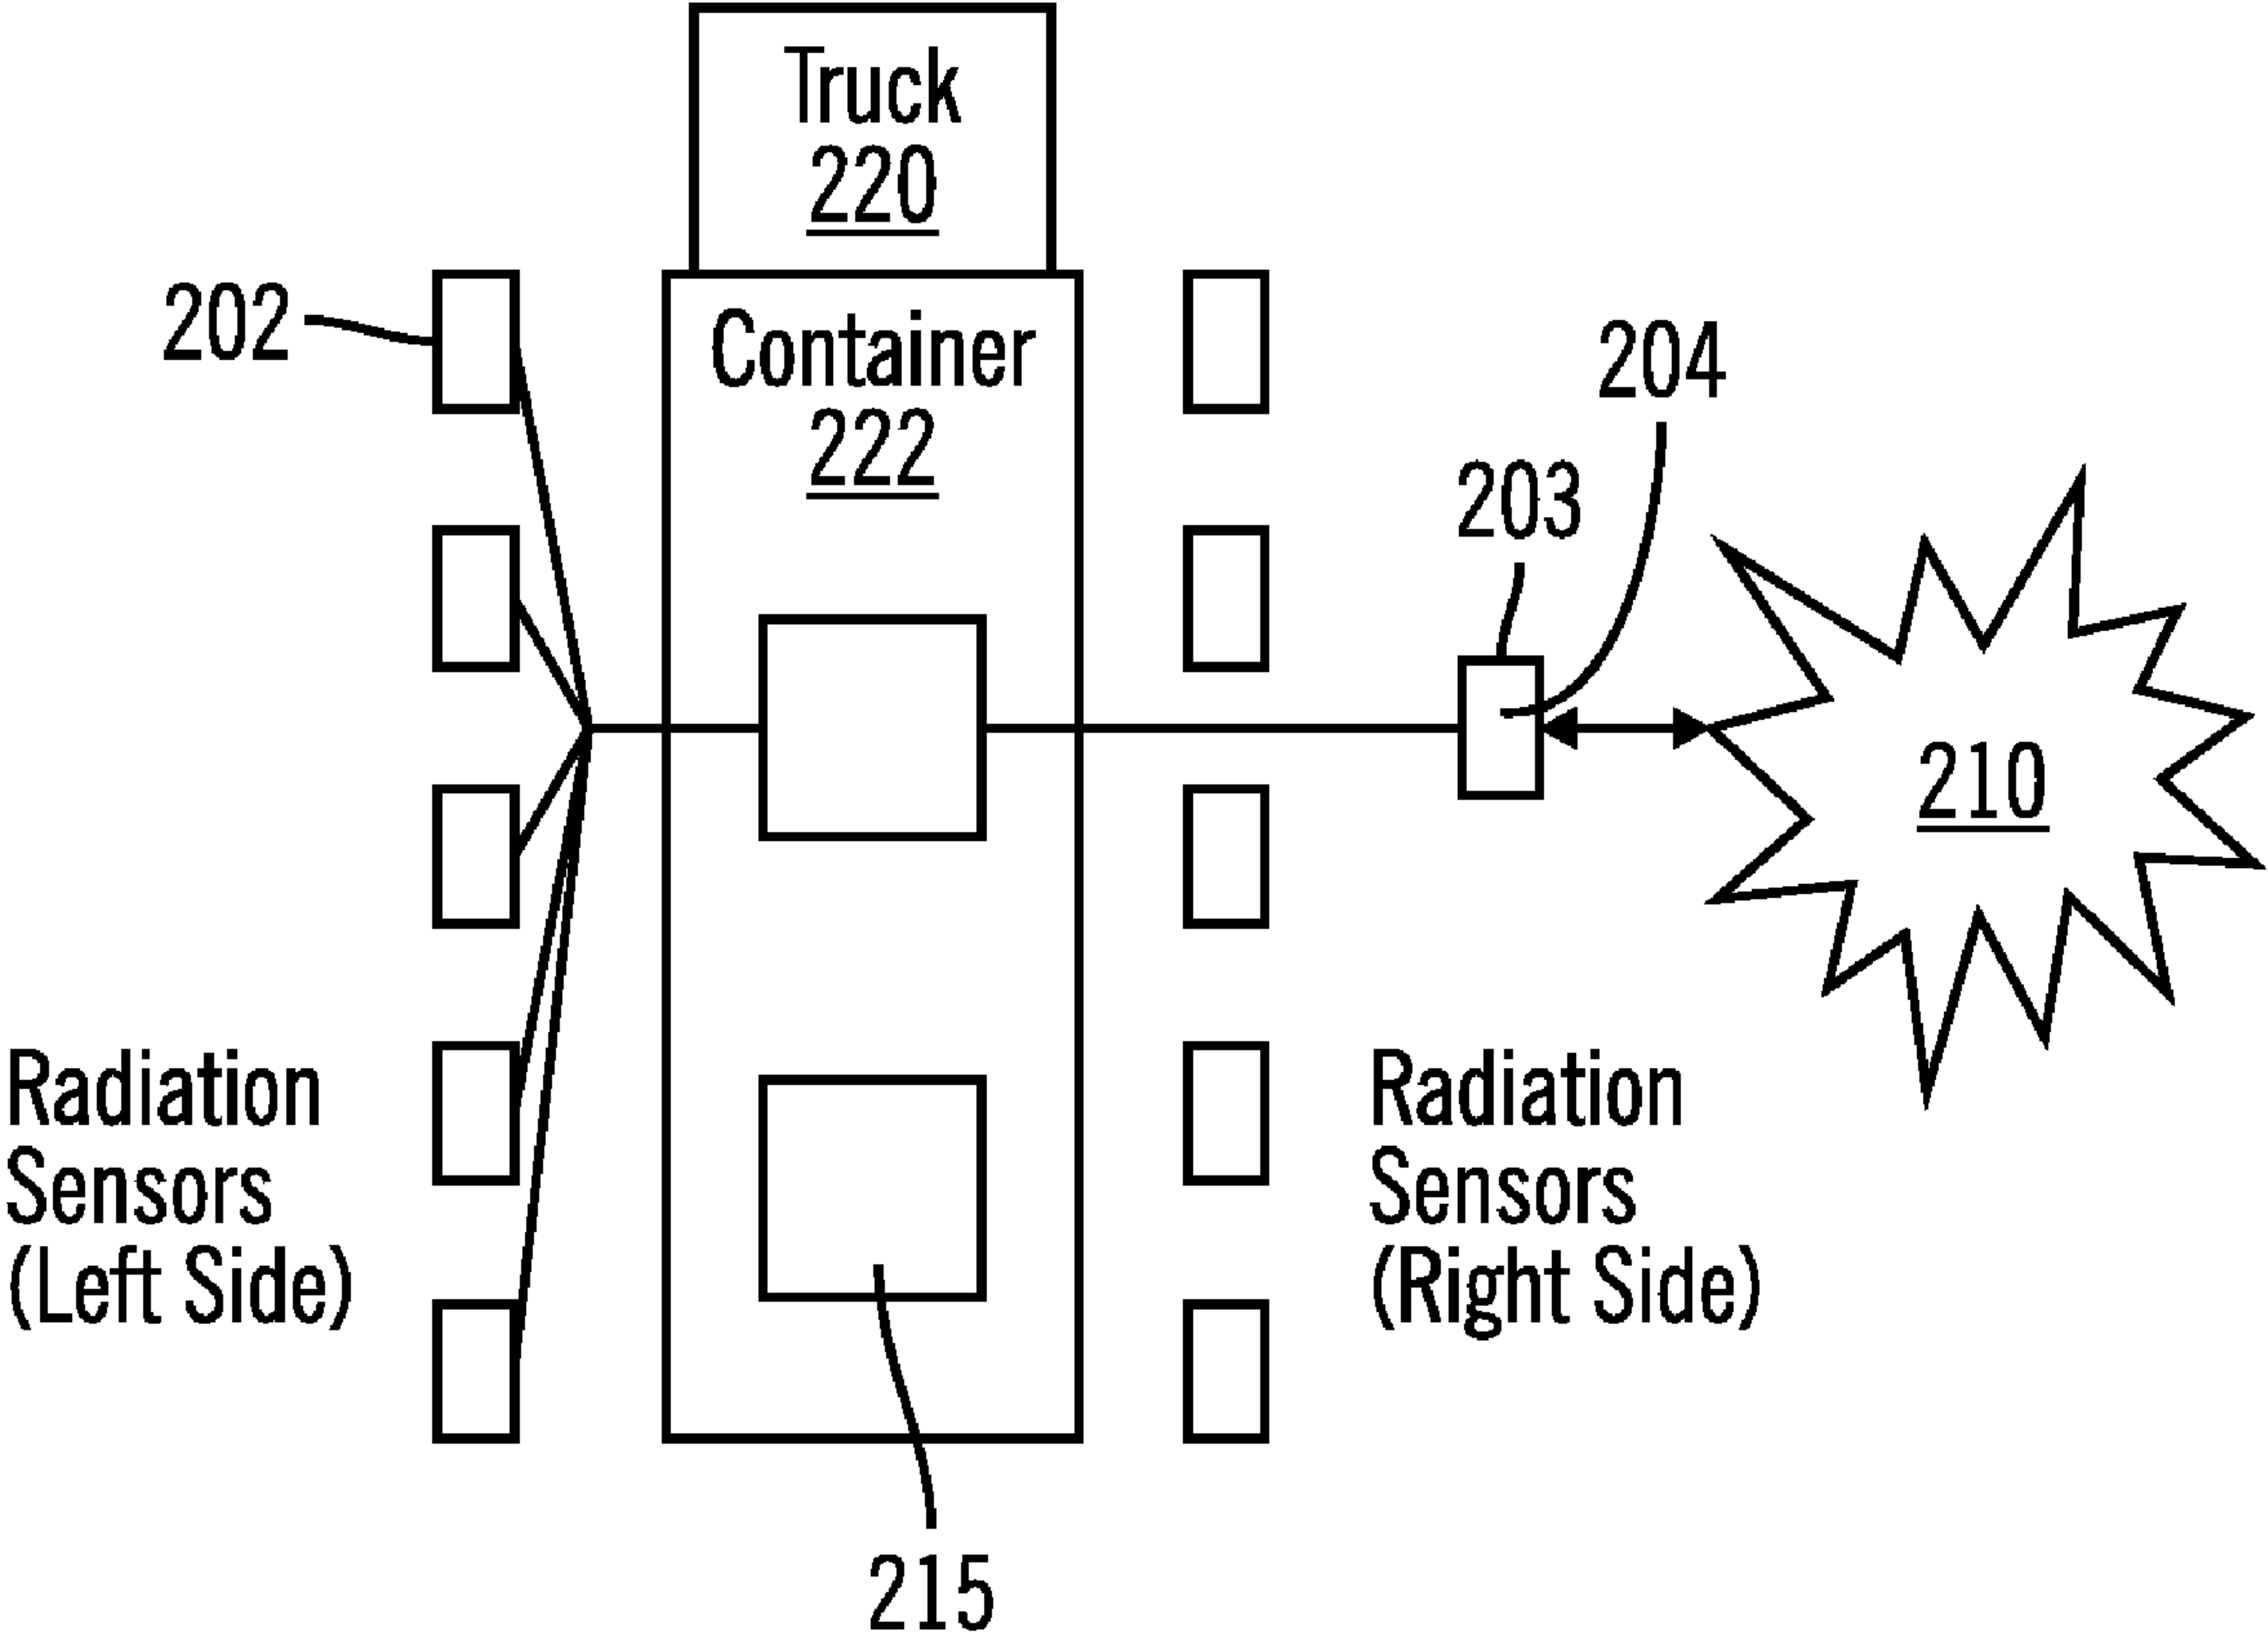 Truck
220
202
Container
222
204
203
210
Radiation
Sensors
(Left Side)
Radiation
Sensors
(Right Side)
215